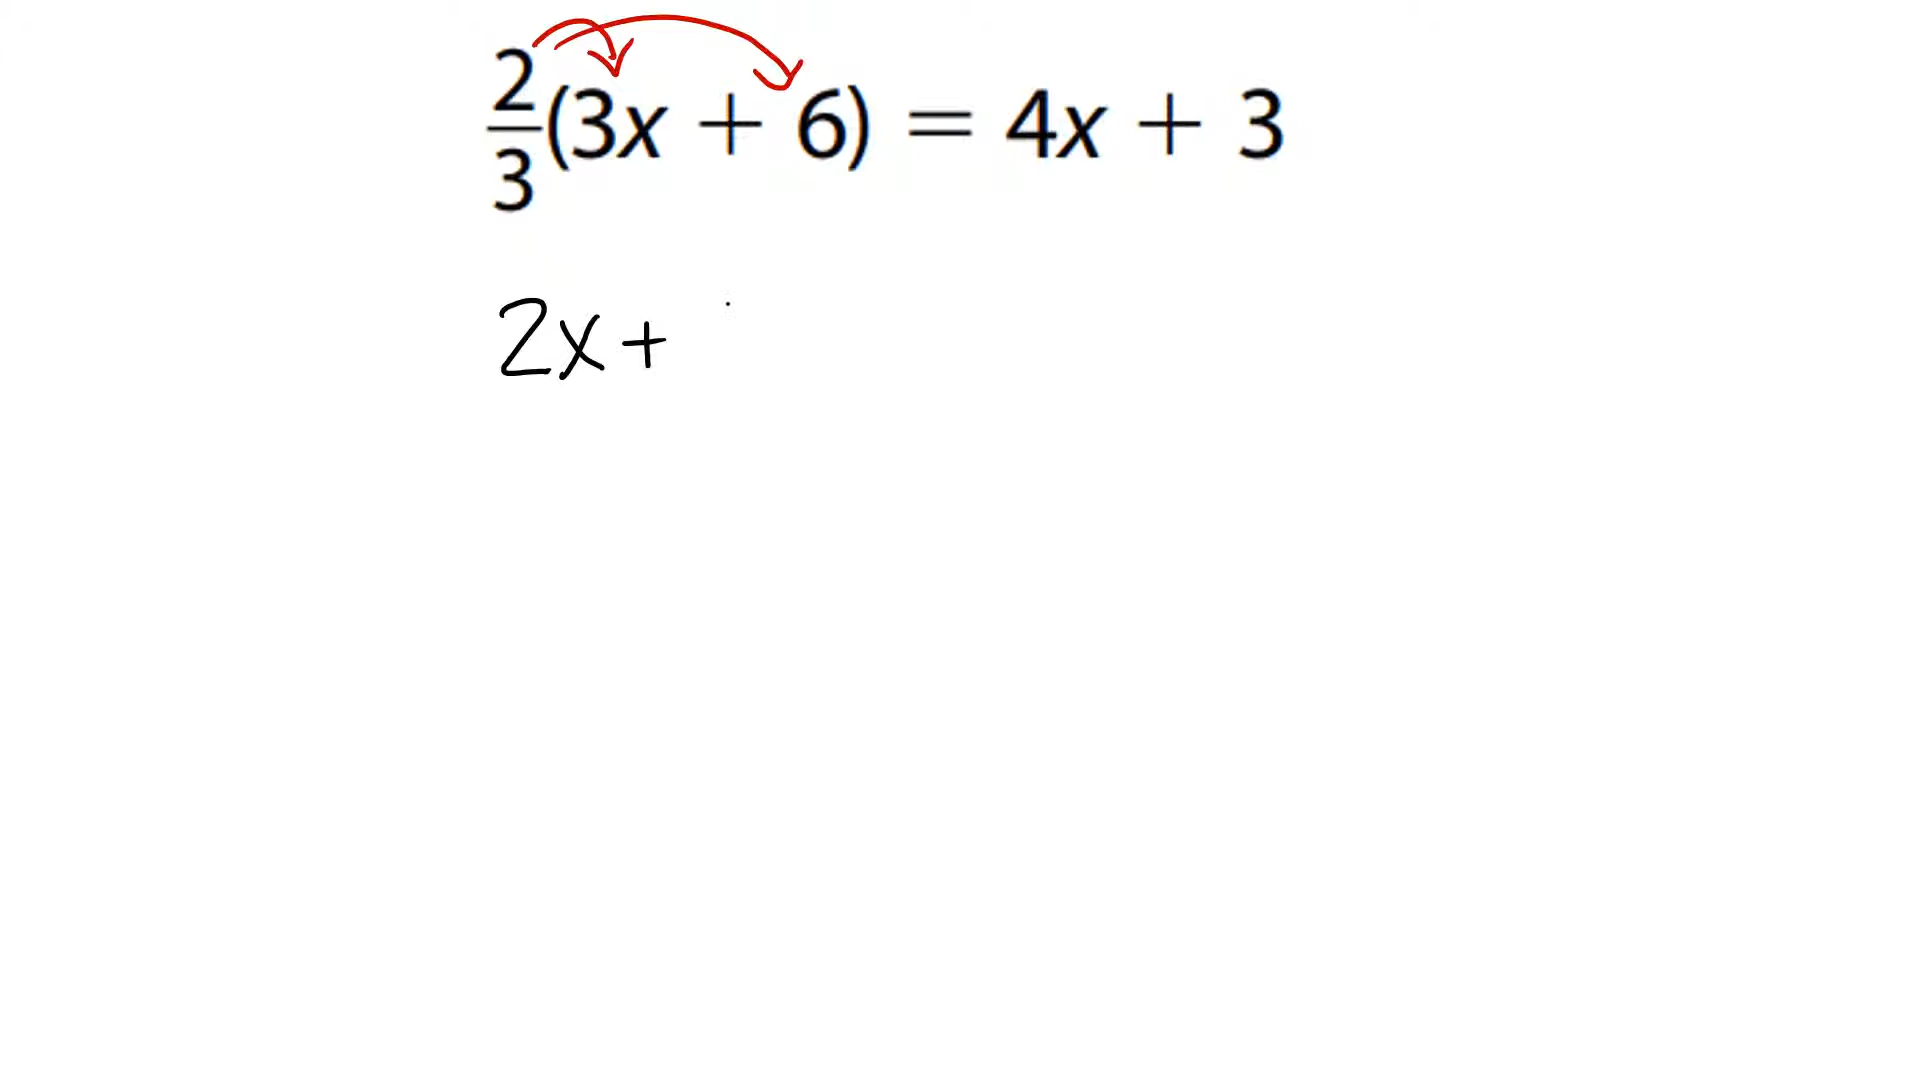 2/3(3x + 6) = 4x + 3
2x+